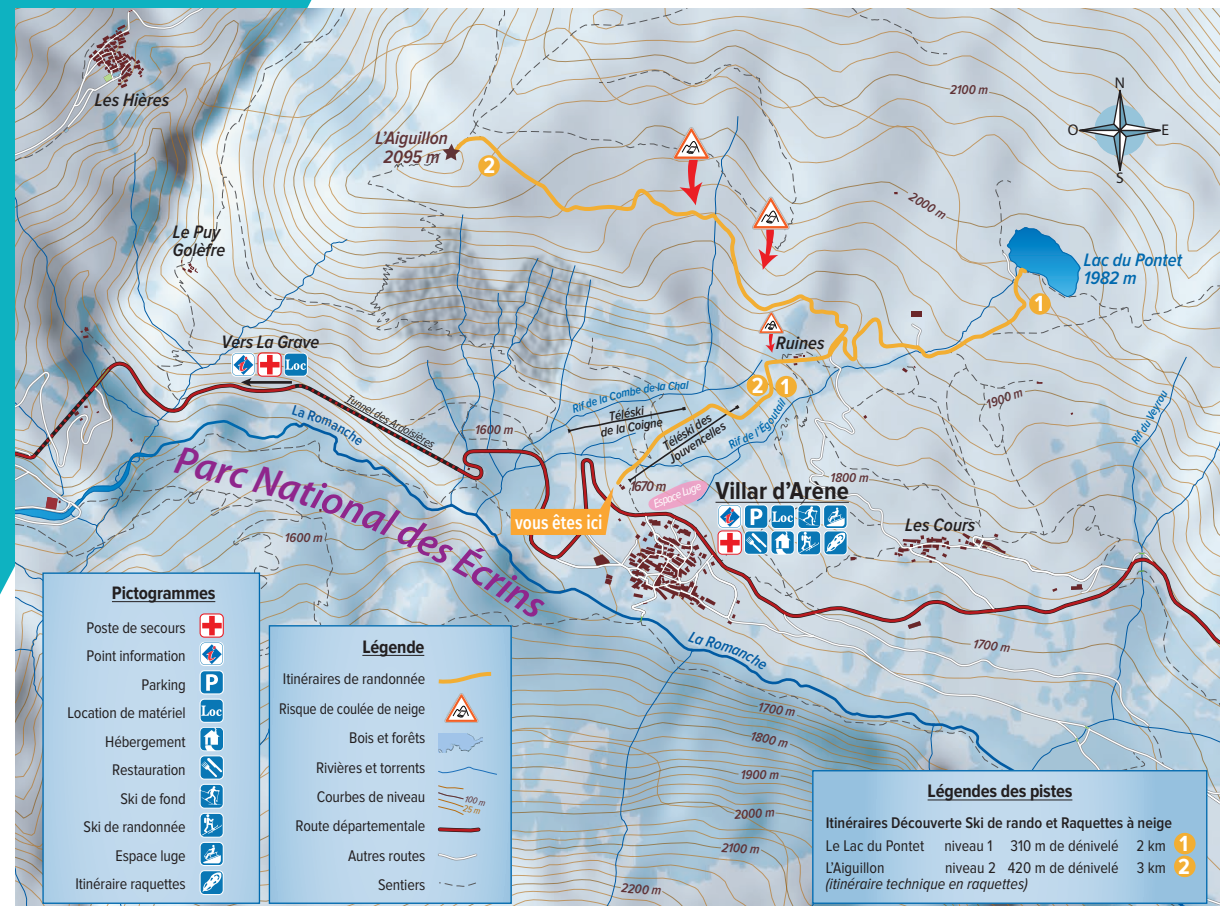 Les Hières
L'Aiguillon
2095 m
2
2100 m
N
O
E
S
2000 m
Le Puy
Golèfre
Lac du Pontet
1982 m
1
Vers La Grave
Loc
Ruines
2
1
Rif de la Combe de la Chal
Tunnel des Ardoisières
Téléski
de la Coigne
Téléski des
Jouvencelles
Rif de l'Égoutail
1900 m
Rif du Veyrou
La Romanche
1600 m
1670 m
Espace Luge
1800 m
Villar d'Arène
P
Loc
Les Cours
vous êtes ici
Parc National des Écrins
1600 m
La Romanche
1700 m
1700 m
1800 m
1900 m
2000 m
2100 m
2200 m
Pictogrammes
Poste de secours
Point information
Parking P
Location de matériel Loc
Hébergement
Restauration
Ski de fond
Ski de randonnée
Espace luge
Itinéraire raquettes
Légende
Itinéraires de randonnée
Risque de coulée de neige
Bois et forêts
Rivières et torrents
Courbes de niveau 100 m
25 m
Route départementale
Autres routes
Sentiers
Légendes des pistes
Itinéraires Découverte Ski de rando et Raquettes à neige
Le Lac du Pontet niveau 1 310 m de dénivelé 2 km 1
L'Aiguillon niveau 2 420 m de dénivelé 3 km 2
(itinéraire technique en raquettes)